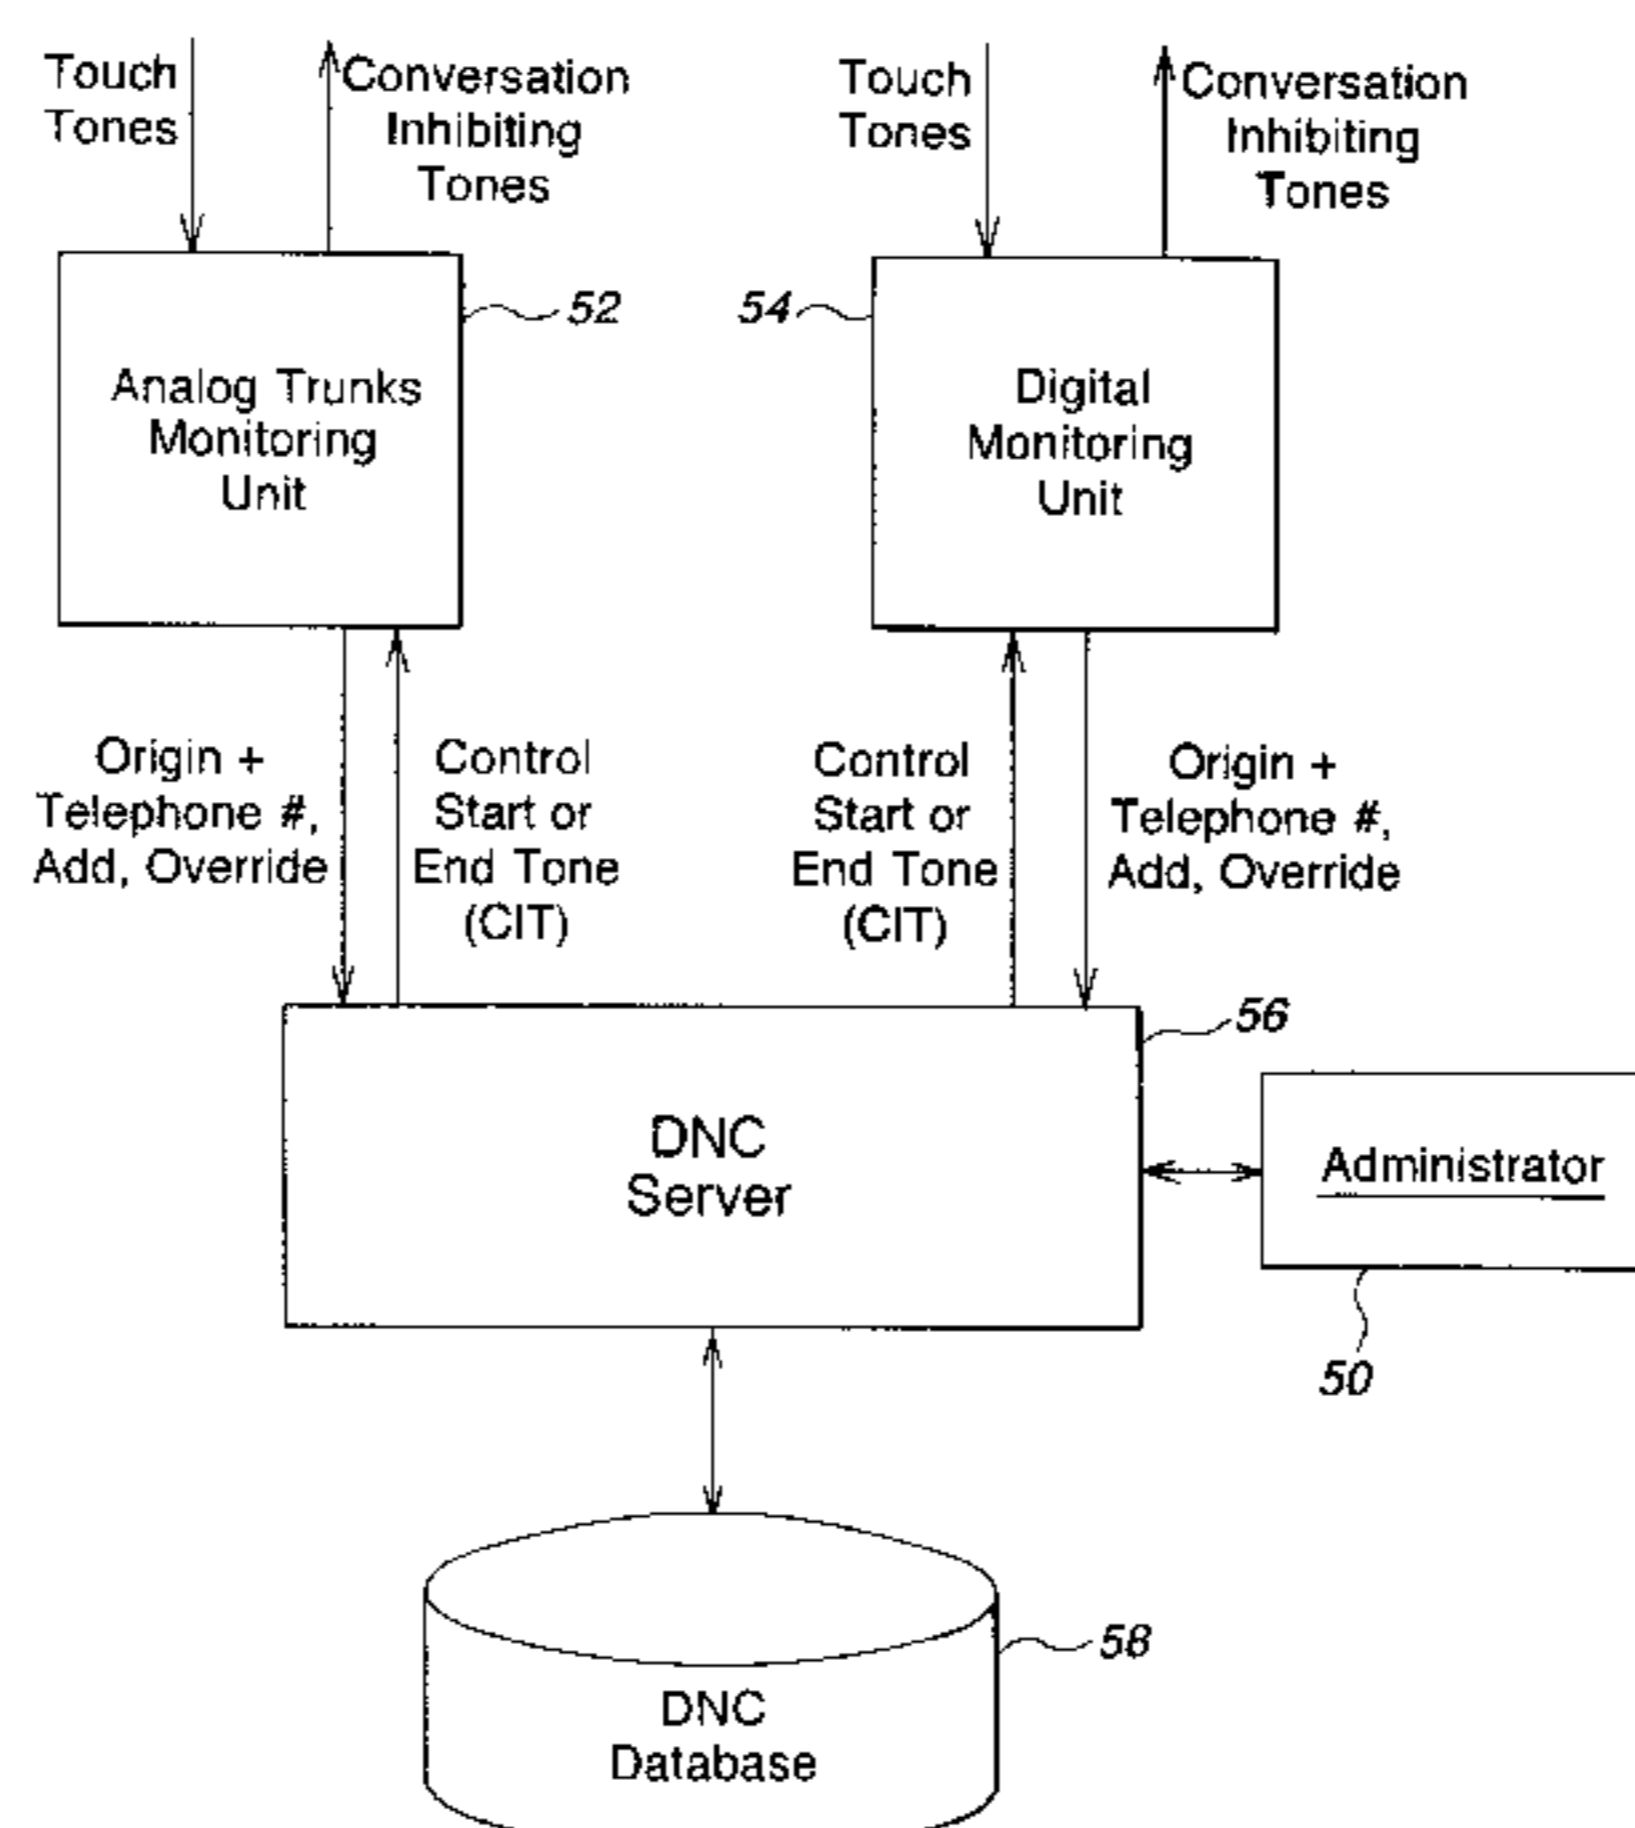 Touch
Tones
Conversation
Inhibiting
Tones
Touch
Tones
Conversation
Inhibiting
Tones
52
54
Analog Trunks
Monitoring
Unit
Digital
Monitoring
Unit
Origin +
Telephone #,
Add, Override
Control
Start or
End Tone
(CIT)
Control
Start or
End Tone
(CIT)
Origin +
Telephone #,
Add, Override
56
DNC
Server
Administrator
50
58
DNC
Database